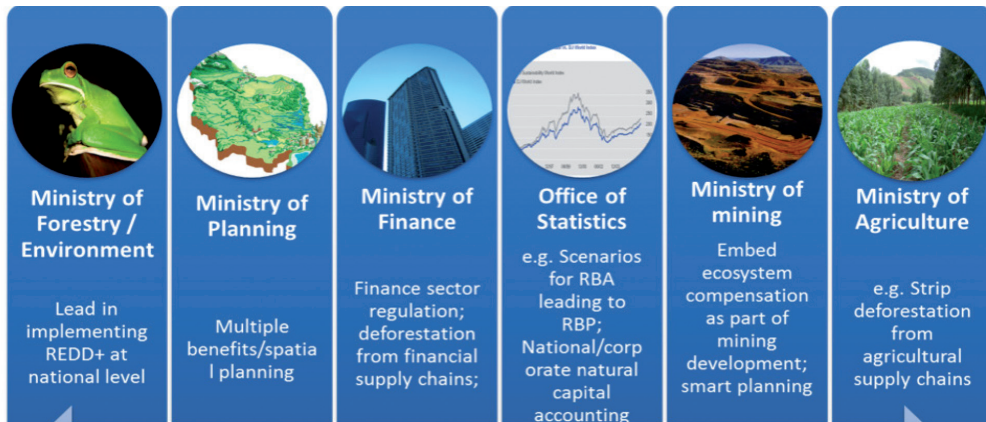 Ministry of
Forestry /
Environment
Lead in
implementing
REDD+ at
national level
Ministry of
Planning
Multiple
benefits/spatia
l planning
Ministry of
Finance
Finance sector
regulation;
deforestation
from financial
supply chains;
Office of
Statistics
e.g. Scenarios
for RBA
leading to
RBP;
National/corp
orate natural
capital
accounting
Ministry of
mining
Embed
ecosystem
compensation
as part of
mining
development;
smart planning
Ministry of
Agriculture
e.g. Strip
deforestation
from
agricultural
supply chains